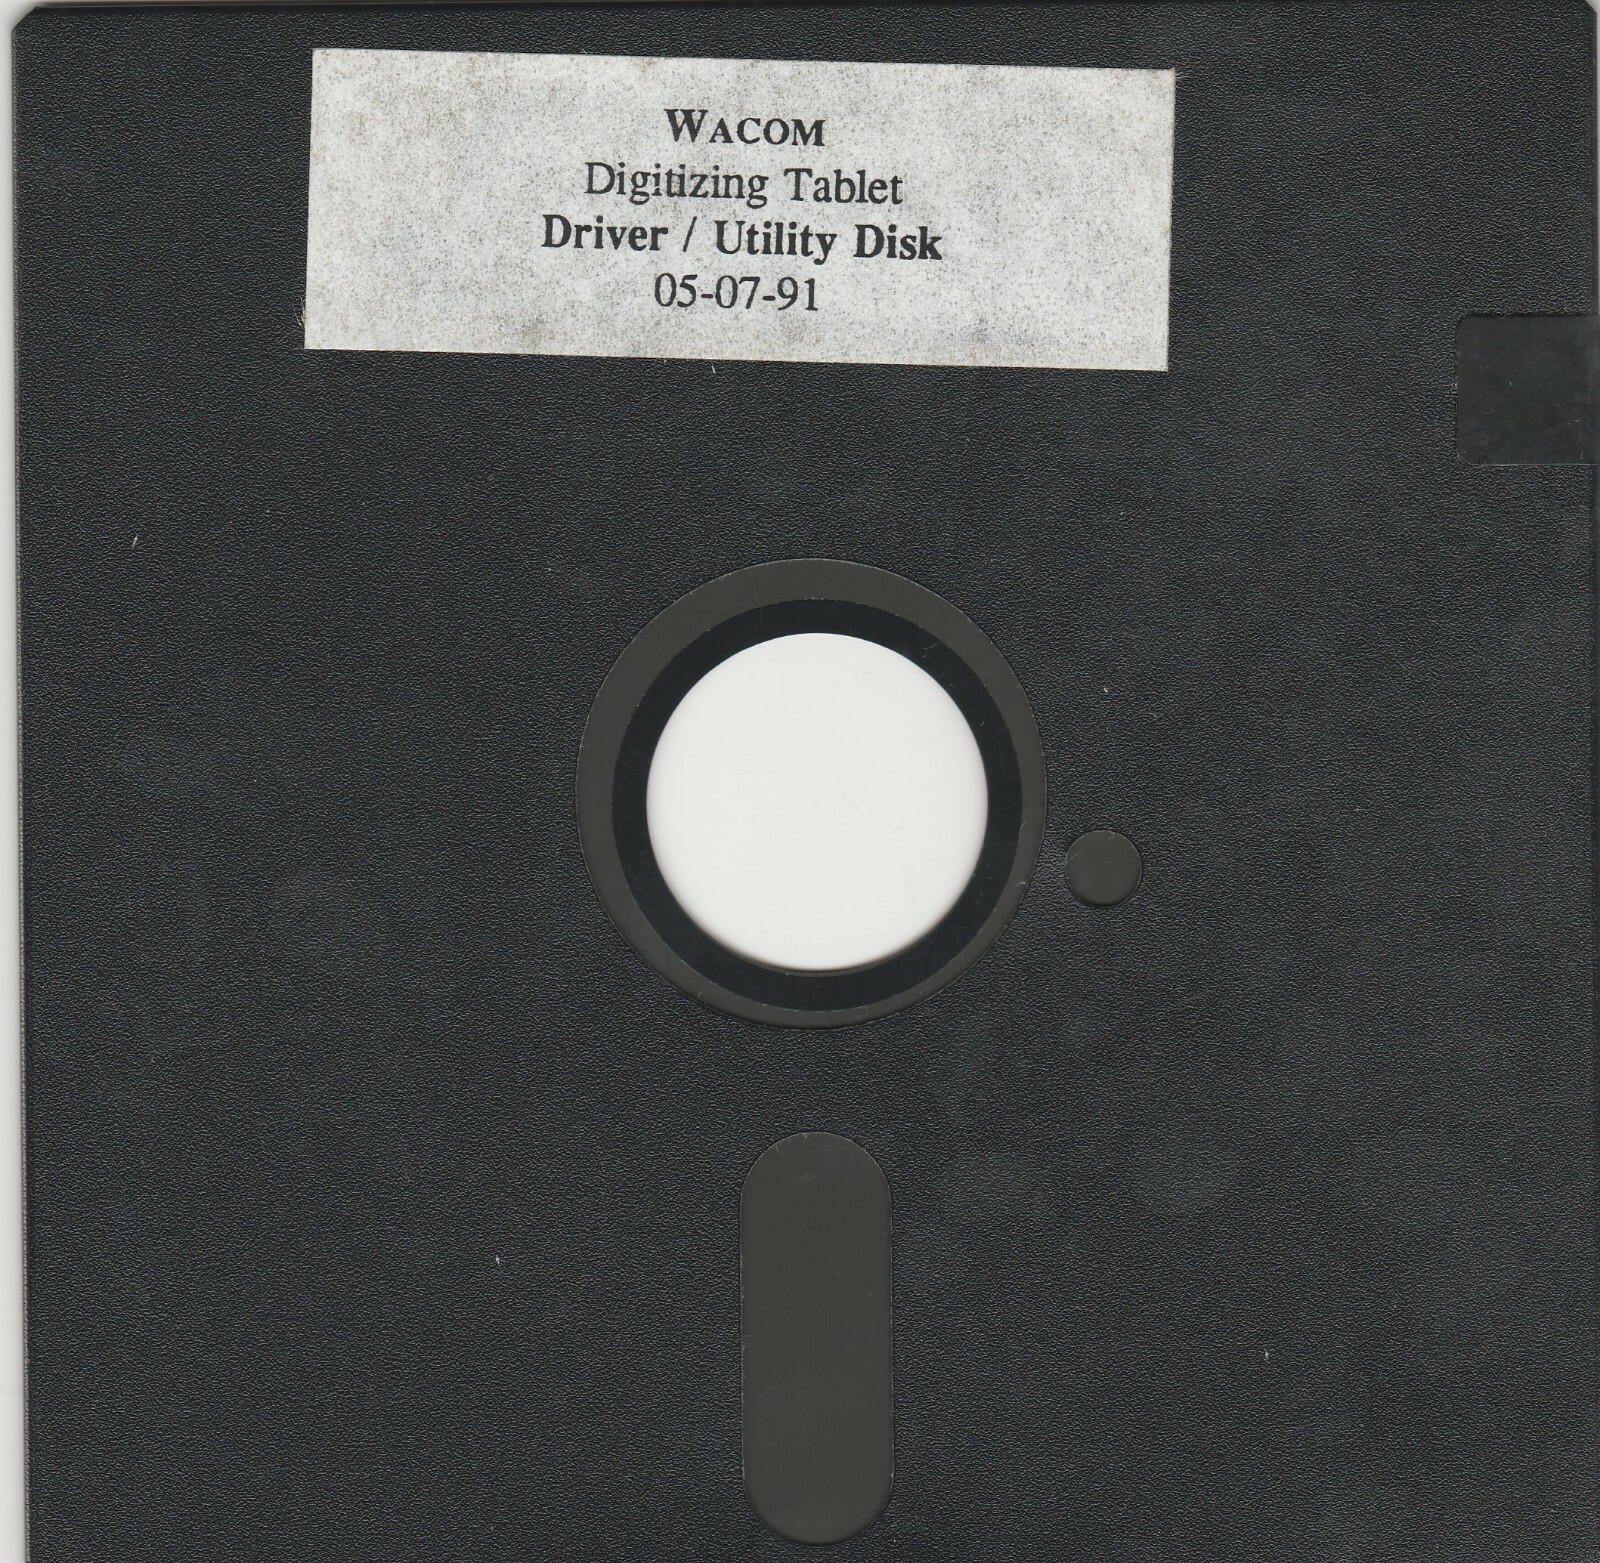 WACOM
Digitizing Tablet
Driver / Utility Disk
05-07-91